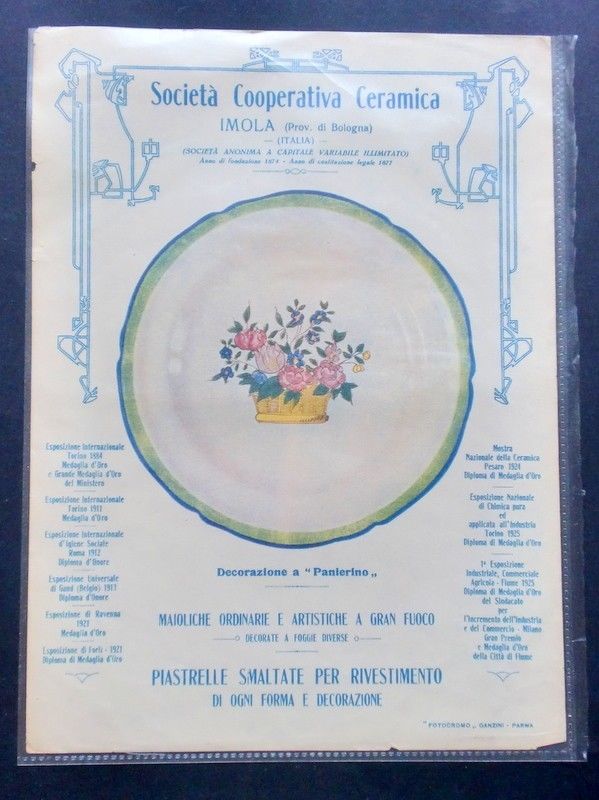 Società Cooperativa Ceramica
IMOLA (Prov. di Bologna)
(ITALIA)
(SOCIETÀ ANONIMA A CAPITALE VARIABILE ILLIMITATO)
Anno di fondazione 1874 - Anno di costituzione legale 1877
Esposizione Internazionale
Torino 1884
Medaglia d'Oro
e Grande Medaglia d'Oro
del Ministero
Esposizione Internazionale
Torino 1911
Medaglia d'Oro
Esposizione Internazionale
d'Igiene Sociale
Roma 1912
Diploma d'Onore
Esposizione Universale
di Gand (Belgio) 1913
Diploma d'Onore
Esposizione di Ravenna
1921
Medaglia d'Oro
Esposizione di Forlì - 1921
Diploma di Medaglia d'Oro
Mostra
Nazionale della Ceramica
Pesaro 1924
Diploma di Medaglia d'Oro
Esposizione Nazionale
di Chimica pura
ed
applicata all'Industria
Torino 1925
Diploma di Medaglia d'Oro
1ª Esposizione
Industriale, Commerciale
Agricola - Fiume 1925
Diploma di Medaglia d'Oro
del Sindacato
per
l'Incremento dell'Industria
e del Commercio - Milano
Gran Premio
e Medaglia d'Oro
della Città di Fiume
Decorazione a "Panierino„
MAIOLICHE ORDINARIE E ARTISTICHE A GRAN FUOCO
DECORATE A FOGGIE DIVERSE
PIASTRELLE SMALTATE PER RIVESTIMENTO
DI OGNI FORMA E DECORAZIONE
"FOTOCROMO„ GANZINI - PARMA